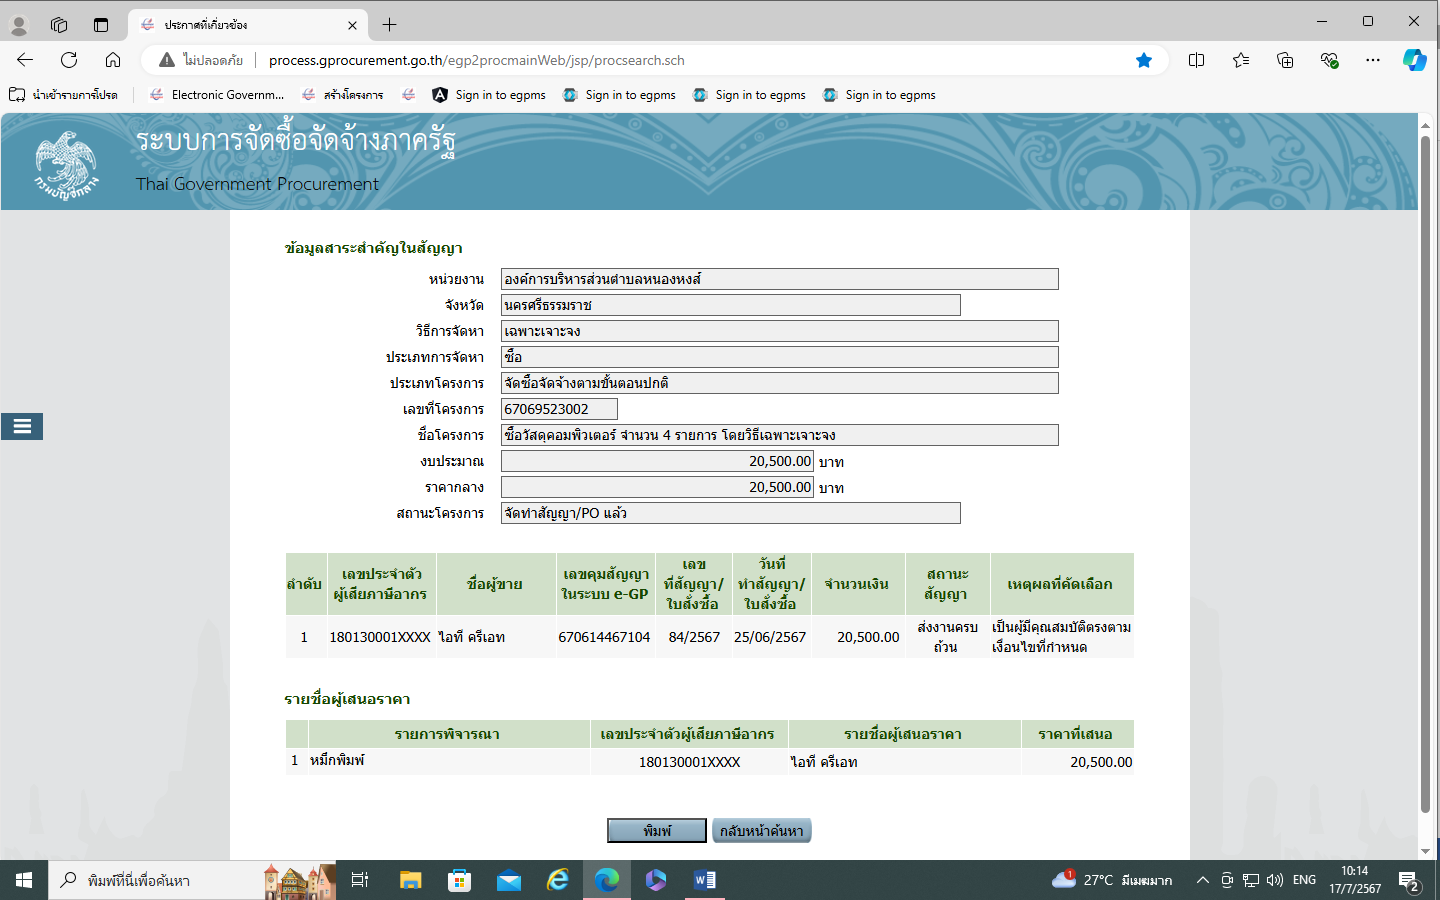 ประกาศที่เกี่ยวข้อง
ไม่ปลอดภัย process.gprocurement.go.th/egp2procmainWeb/jsp/procsearch.sch
นำเข้ารายการโปรด Electronic Governm... สร้างโครงการ Sign in to egpms Sign in to egpms Sign in to egpms Sign in to egpms
ระบบการจัดซื้อจัดจ้างภาครัฐ
Thai Government Procurement
กรมบัญชีกลาง
ข้อมูลสาระสำคัญในสัญญา
หน่วยงาน องค์การบริหารส่วนตำบลหนองหงส์
จังหวัด นครศรีธรรมราช
วิธีการจัดหา เฉพาะเจาะจง
ประเภทการจัดหา ซื้อ
ประเภทโครงการ จัดซื้อจัดจ้างตามขั้นตอนปกติ
เลขที่โครงการ 67069523002
ชื่อโครงการ ซื้อวัสดุคอมพิวเตอร์ จำนวน 4 รายการ โดยวิธีเฉพาะเจาะจง
งบประมาณ 20,500.00 บาท
ราคากลาง 20,500.00 บาท
สถานะโครงการ จัดทำสัญญา/PO แล้ว
ลำดับ เลขประจำตัวผู้เสียภาษีอากร ชื่อผู้ขาย เลขคุมสัญญาในระบบ e-GP เลขที่สัญญา/ใบสั่งซื้อ วันที่ทำสัญญา/ใบสั่งซื้อ จำนวนเงิน สถานะสัญญา เหตุผลที่คัดเลือก
1 180130001XXXX ไอที ครีเอท 670614467104 84/2567 25/06/2567 20,500.00 ส่งงานครบถ้วน เป็นผู้มีคุณสมบัติตรงตามเงื่อนไขที่กำหนด
รายชื่อผู้เสนอราคา
รายการพิจารณา เลขประจำตัวผู้เสียภาษีอากร รายชื่อผู้เสนอราคา ราคาที่เสนอ
1 หมึกพิมพ์ 180130001XXXX ไอที ครีเอท 20,500.00
พิมพ์ กลับหน้าค้นหา
พิมพ์ที่นี่เพื่อค้นหา 1 27°C มีเมฆมาก ENG 10:14
17/7/2567 2